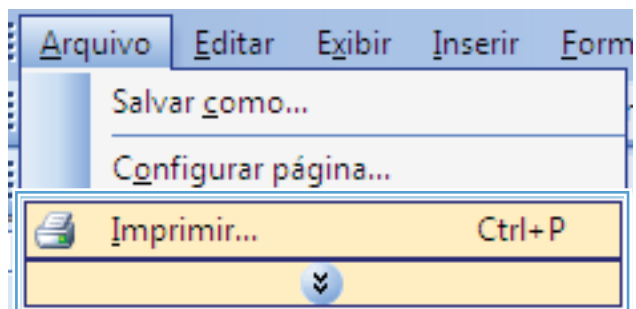 Arquivo Editar Exibir Inserir Form
Salvar como...
Configurar página...
Imprimir... Ctrl+P